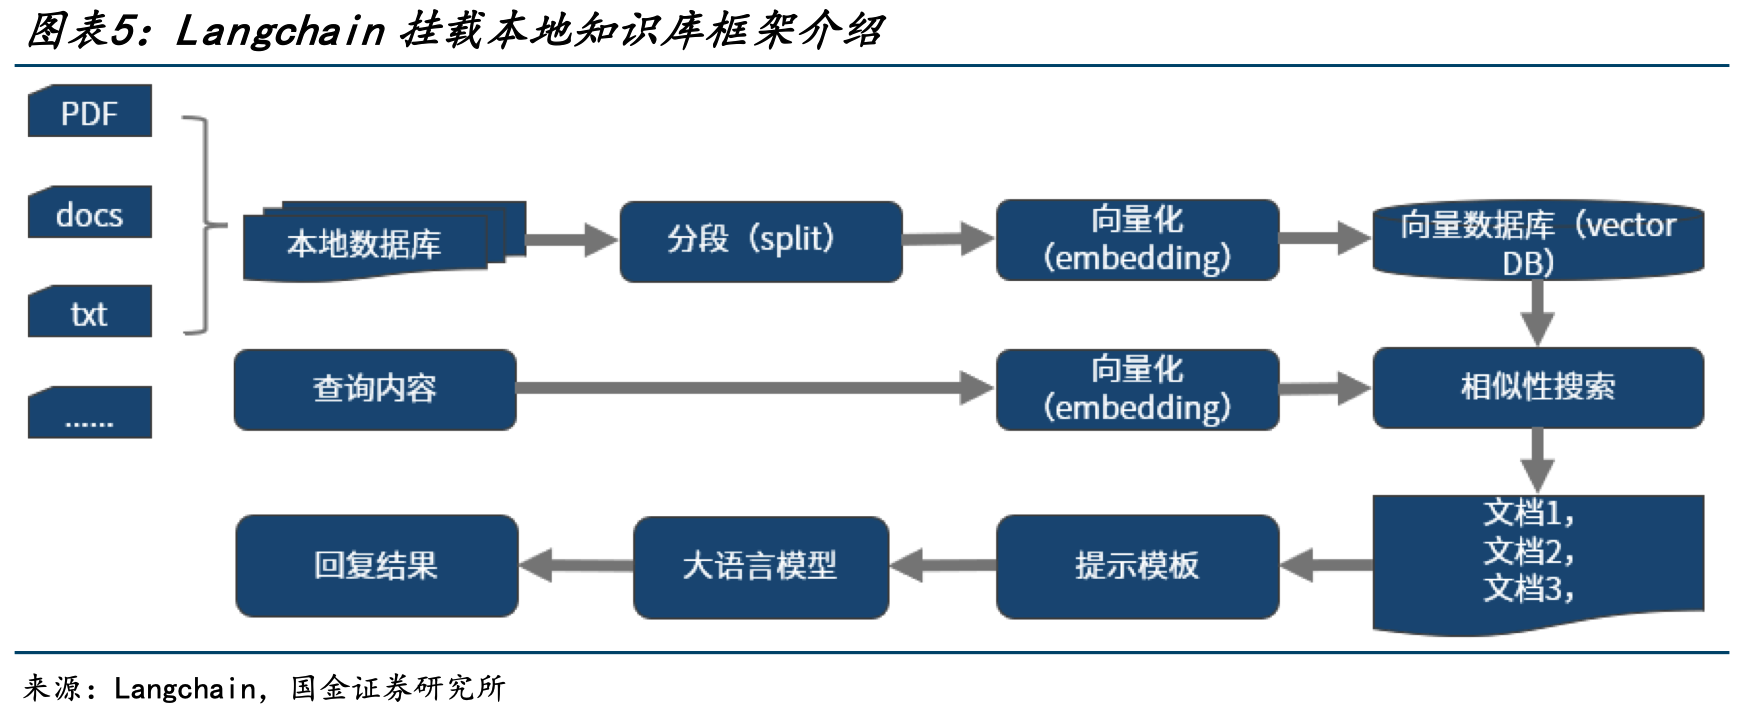 图表5：Langchain 挂载本地知识库框架介绍
PDF
docs
txt
......
本地数据库
分段（split）
向量化
（embedding）
向量数据库（vector
DB）
查询内容
向量化
（embedding）
相似性搜索
文档1，
文档2，
文档3，
提示模板
大语言模型
回复结果
来源：Langchain，国金证券研究所